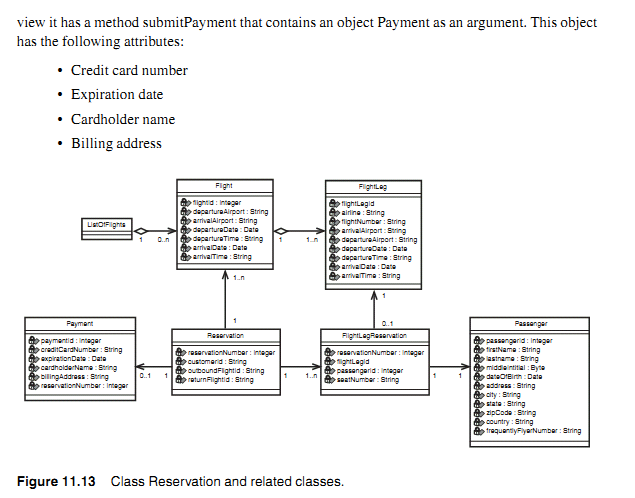 view it has a method submitPayment that contains an object Payment as an argument. This object
has the following attributes:
• Credit card number
• Expiration date
• Cardholder name
• Billing address
ListOfFlights
1
0..n
Flight
flightid : Integer
departureAirport : String
arrivalAirport : String
departureDate : Date
departureTime : String
arrivalDate : Date
arrivalTime : String
1
1..n
FlightLeg
flightLegid
airline : String
flightNumber : String
arrivalAirport : String
departureAirport : String
departureDate : Date
departureTime : String
arrivalDate : Date
arrivalTime : String
1..n
1
1
0..1
Payment
paymentid : Integer
creditCardNumber : String
expirationDate : Date
cardholderName : String
billingAddress : String
reservationNumber : Integer
0..1
1
Reservation
reservationNumber : Integer
customerid : String
outboundFlightid : String
returnFlightid : String
1
1..n
FlightLegReservation
reservationNumber : Integer
flightLegid
passengerid : Integer
seatNumber : String
1
1
Passenger
passengerid : Integer
firstName : String
lastname : String
middleInitial : Byte
dateOfBirth : Date
address : String
city : String
state : String
zipCode : String
country : String
frequentlyFlyerNumber : String
Figure 11.13 Class Reservation and related classes.